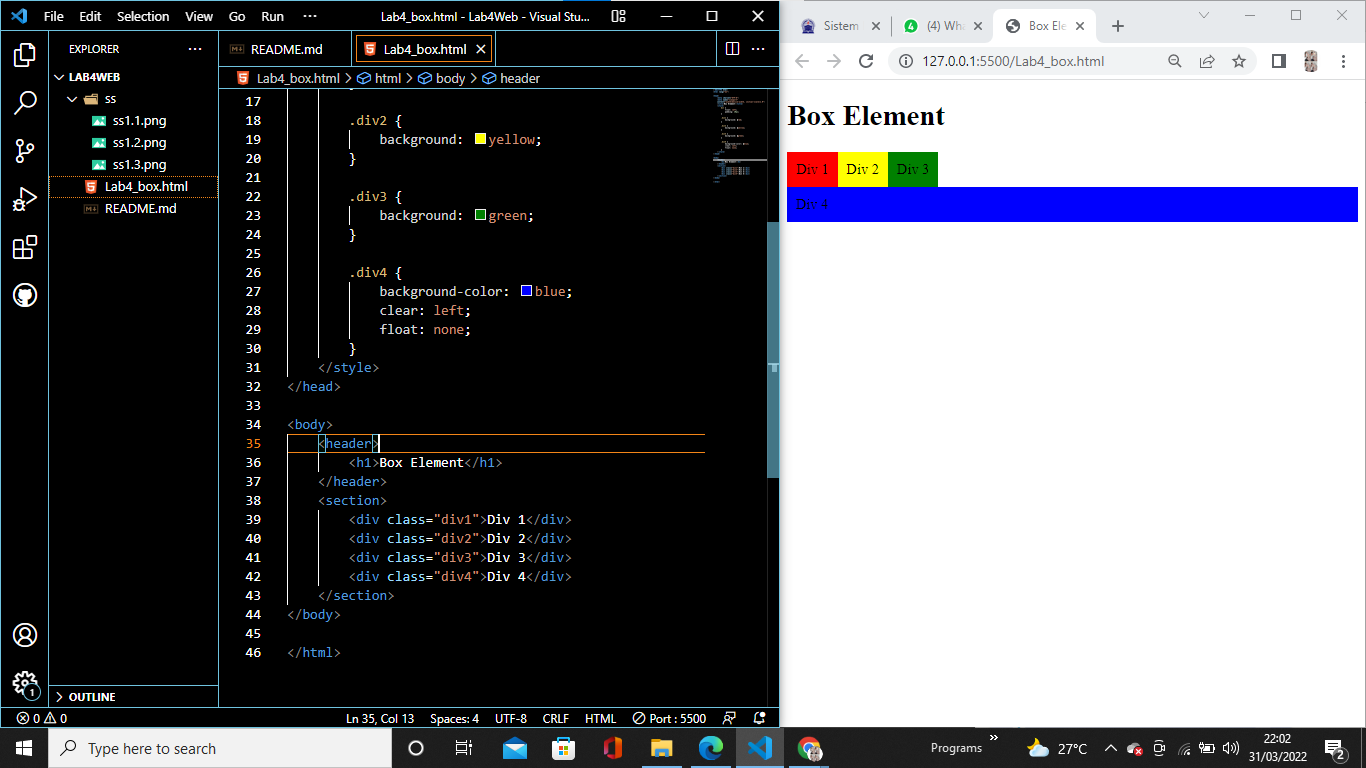 File Edit Selection View Go Run ··· Lab4_box.html - Lab4Web - Visual Stu...
EXPLORER ···
LAB4WEB
ss
ss1.1.png
ss1.2.png
ss1.3.png
Lab4_box.html
README.md
OUTLINE
README.md Lab4_box.html
Lab4_box.html > html > body > header
17
18 .div2 {
19 background: yellow;
20 }
21
22 .div3 {
23 background: green;
24 }
25
26 .div4 {
27 background-color: blue;
28 clear: left;
29 float: none;
30 }
31 </style>
32 </head>
33
34 <body>
35 <header>
36 <h1>Box Element</h1>
37 </header>
38 <section>
39 <div class="div1">Div 1</div>
40 <div class="div2">Div 2</div>
41 <div class="div3">Div 3</div>
42 <div class="div4">Div 4</div>
43 </section>
44 </body>
45
46 </html>
1
0 0 Ln 35, Col 13 Spaces: 4 UTF-8 CRLF HTML Port : 5500
Sistem 4 (4) Wha Box Ele
127.0.0.1:5500/Lab4_box.html
Box Element
Div 1 Div 2 Div 3
Div 4
Type here to search Programs » 27°C 22:02
31/03/2022 2